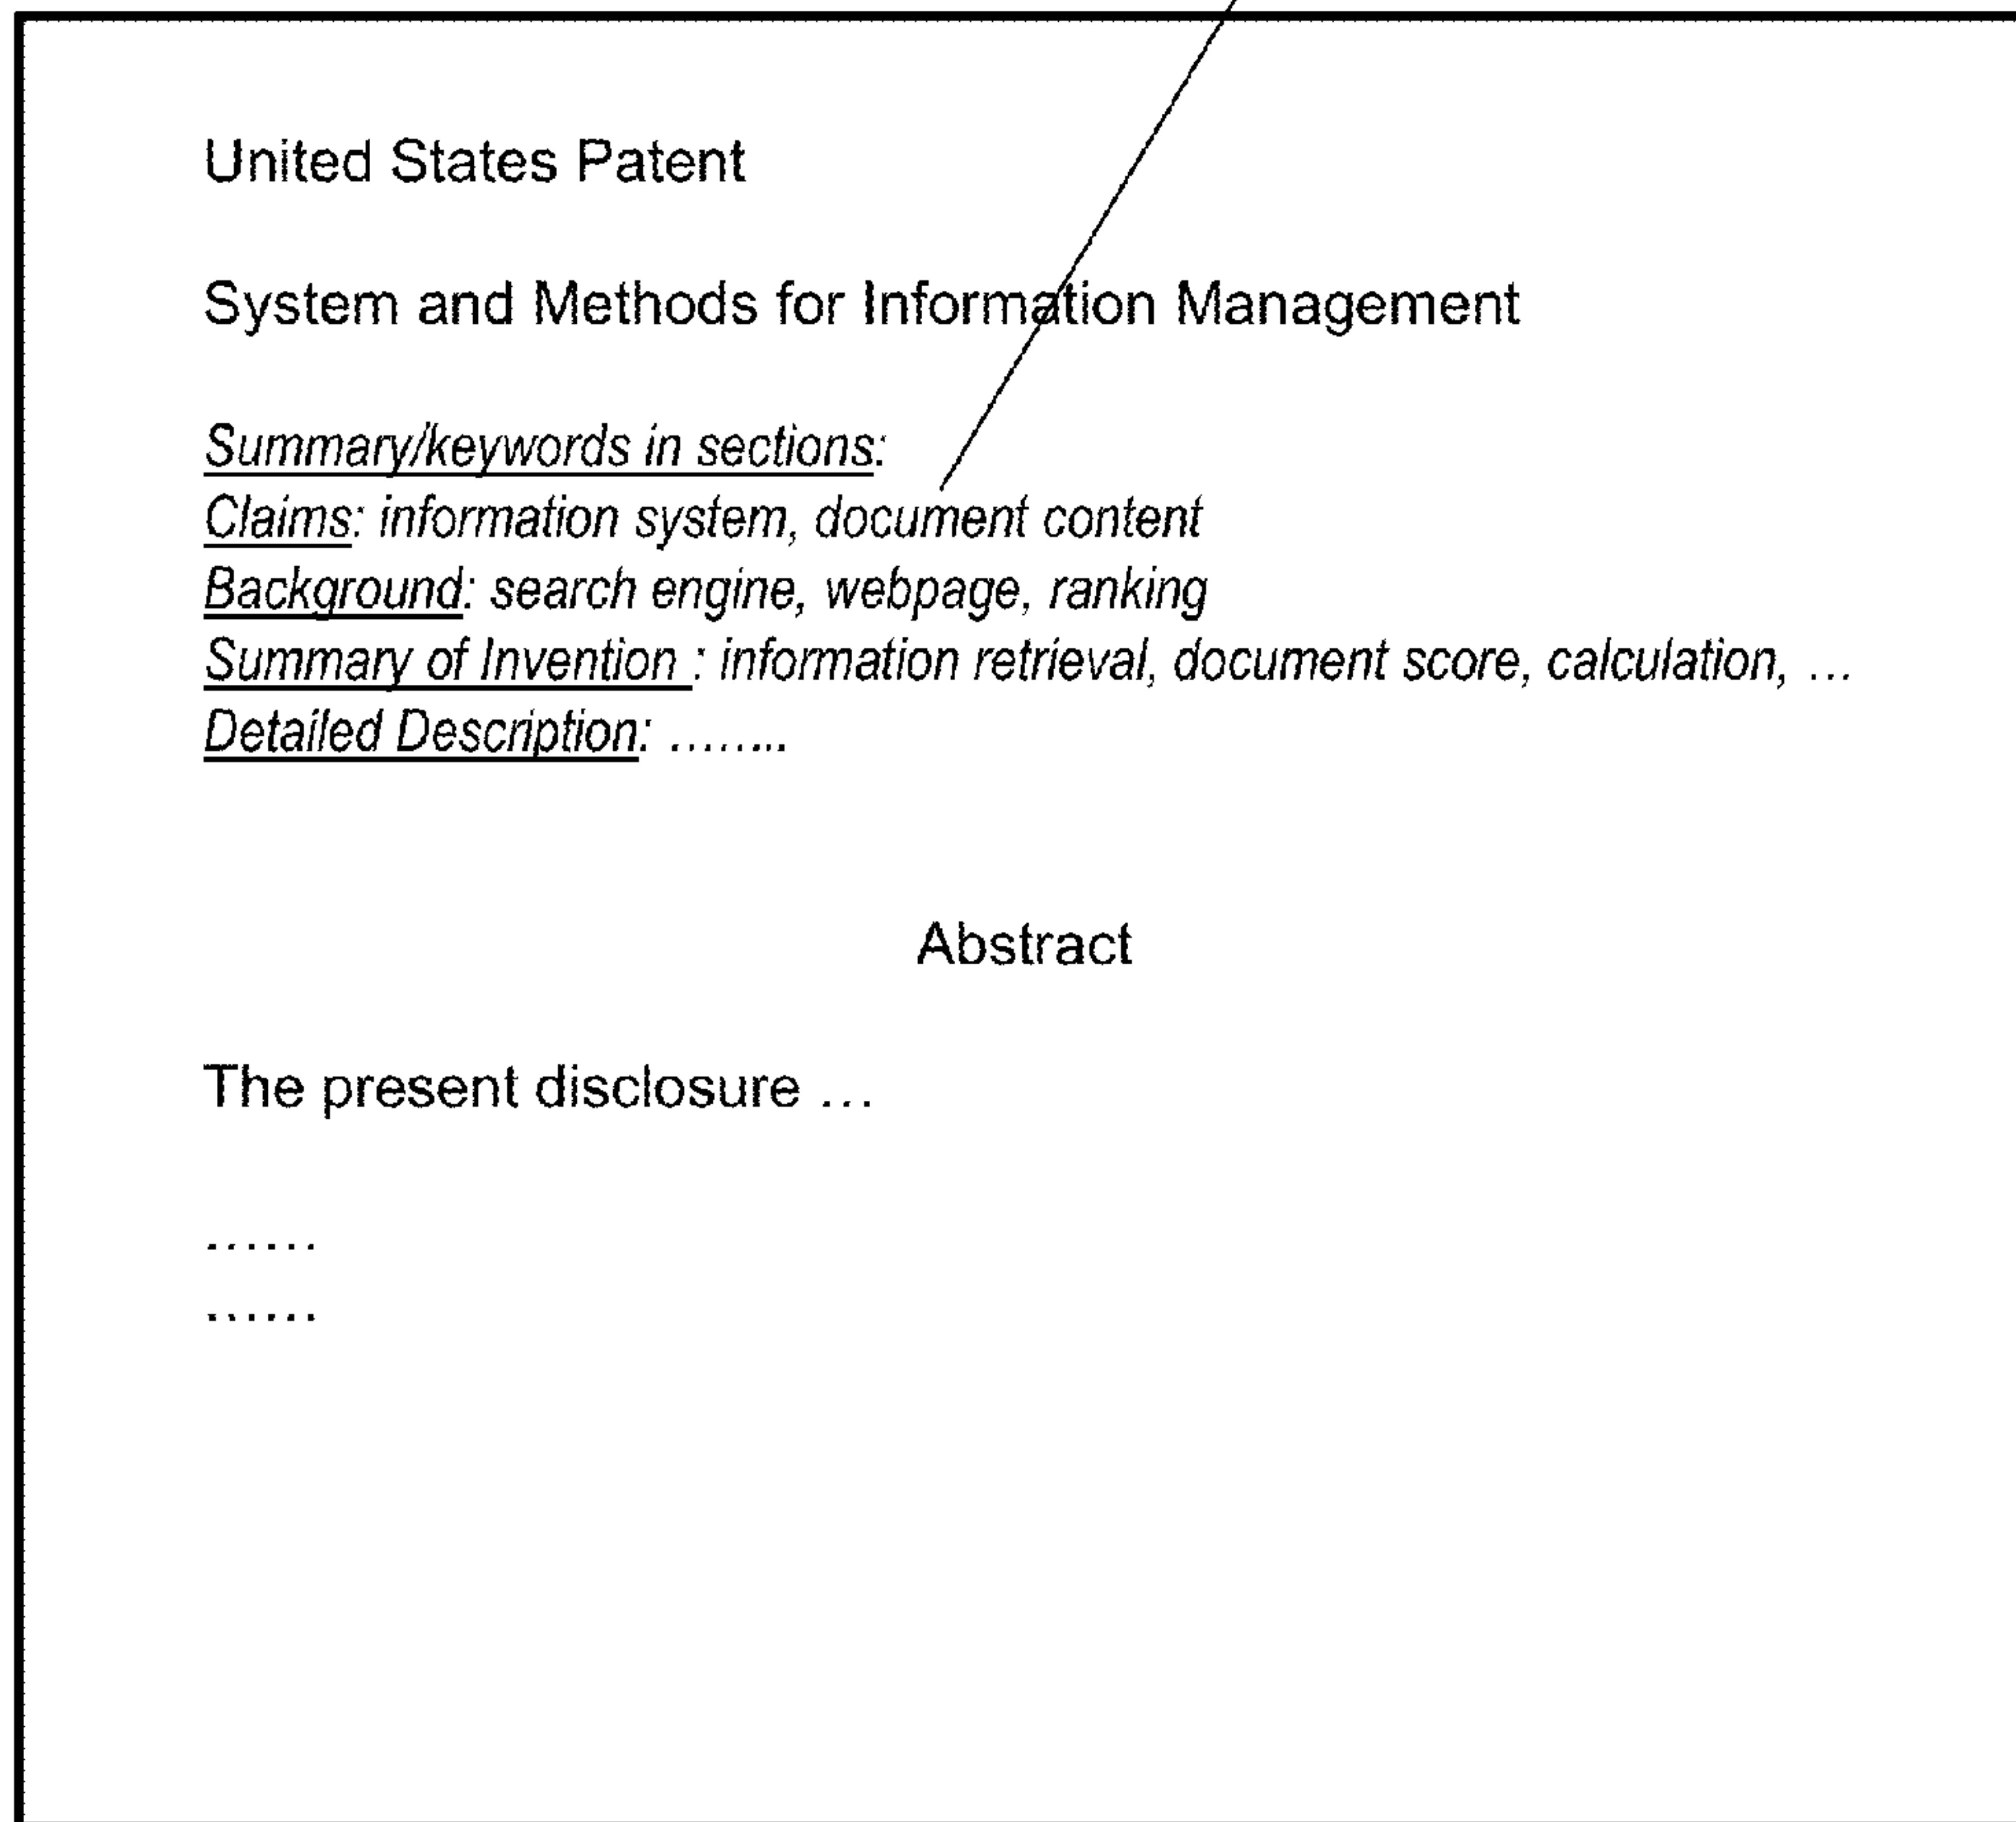 United States Patent
System and Methods for Information Management
Summary/keywords in sections:
Claims: information system, document content
Background: search engine, webpage, ranking
Summary of Invention : information retrieval, document score, calculation, …
Detailed Description: ……..
Abstract
The present disclosure …
……
……